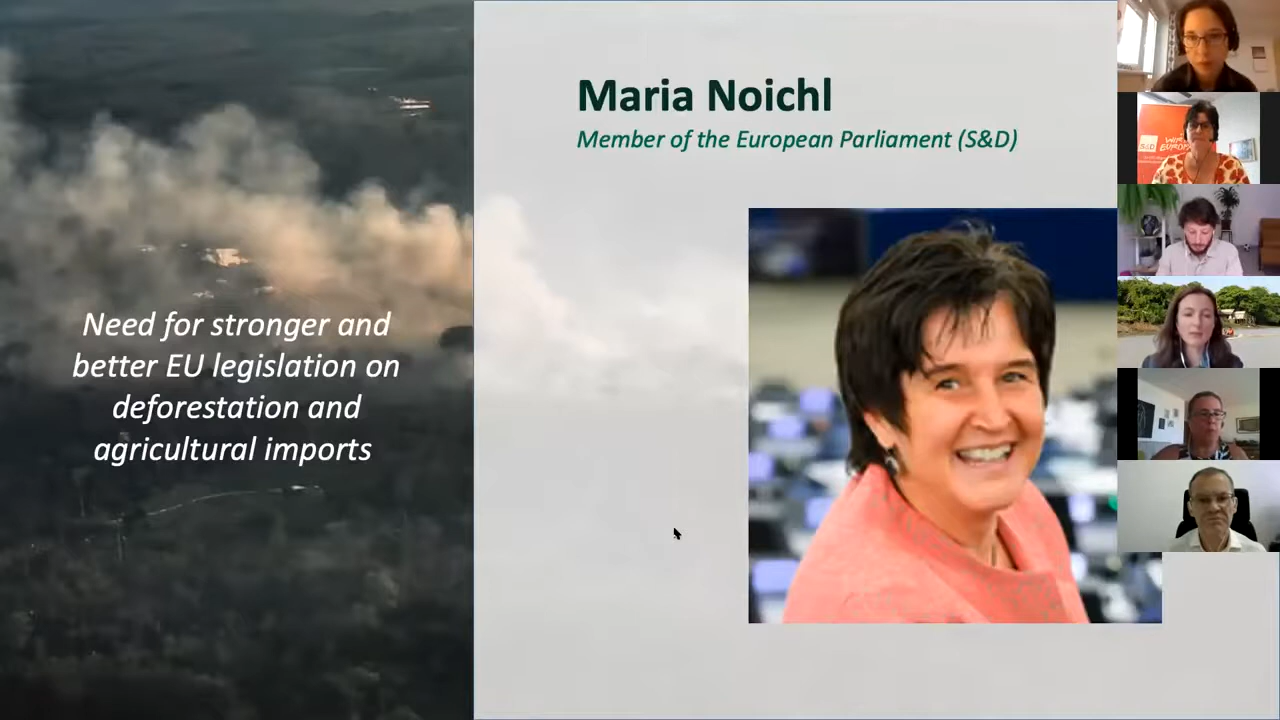 Maria Noichl
Member of the European Parliament (S&D)
Need for stronger and
better EU legislation on
deforestation and
agricultural imports
S&D